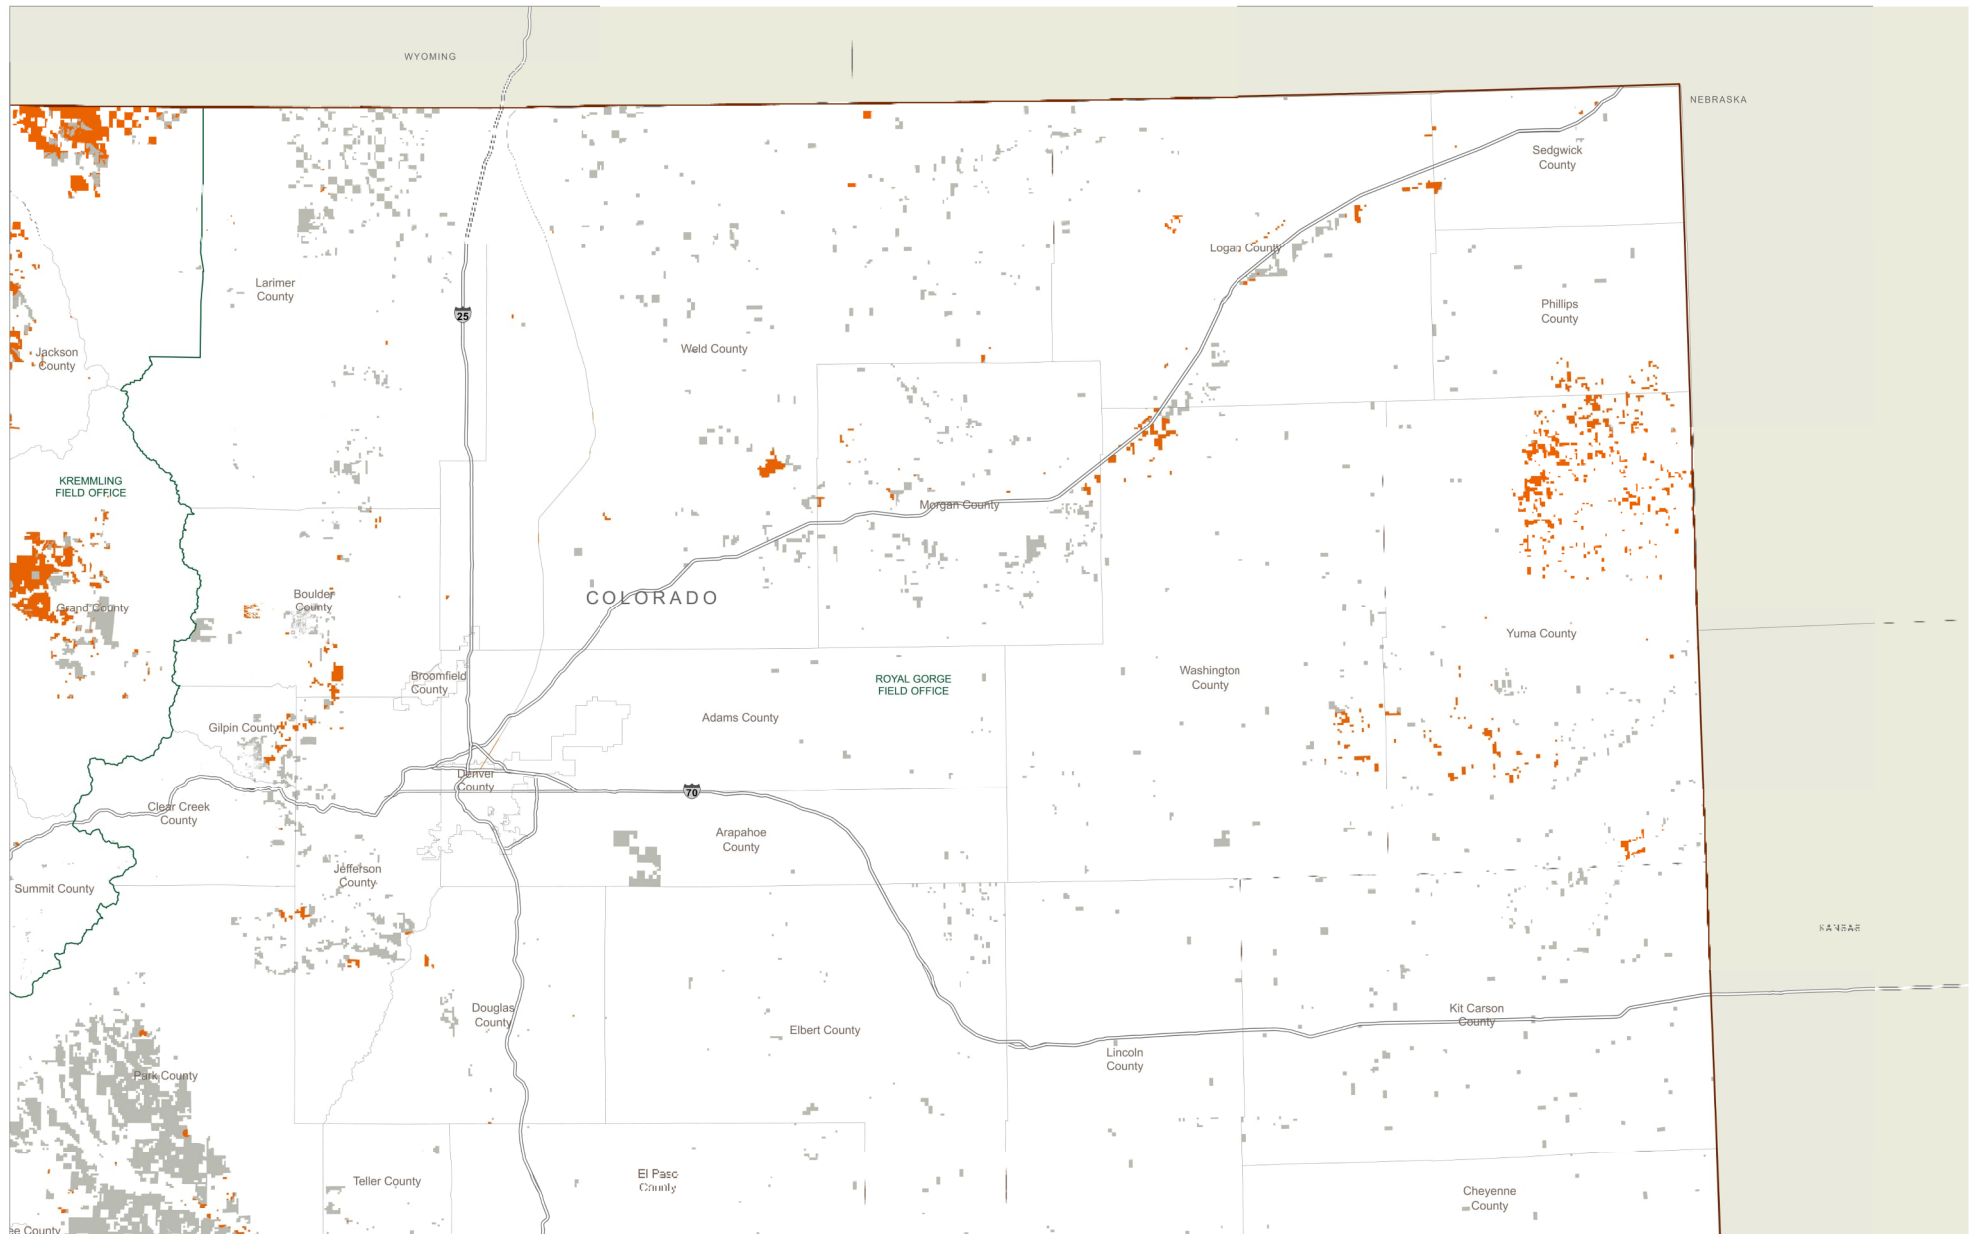 WYOMING
NEBRASKA
Sedgwick
County
Logan County
Larimer
County
Phillips
County
25
Weld County
Jackson
County
KREMMLING
FIELD OFFICE
Morgan County
Boulder
County
COLORADO
Grand County
Yuma County
Broomfield
County
ROYAL GORGE
FIELD OFFICE
Washington
County
Adams County
Gilpin County
Denver
County
70
Clear Creek
County
Arapahoe
County
Jefferson
County
Summit County
KANSAS
Douglas
County
Elbert County
Kit Carson
County
Lincoln
County
Park County
Teller County
El Paso
County
Cheyenne
County
ee County